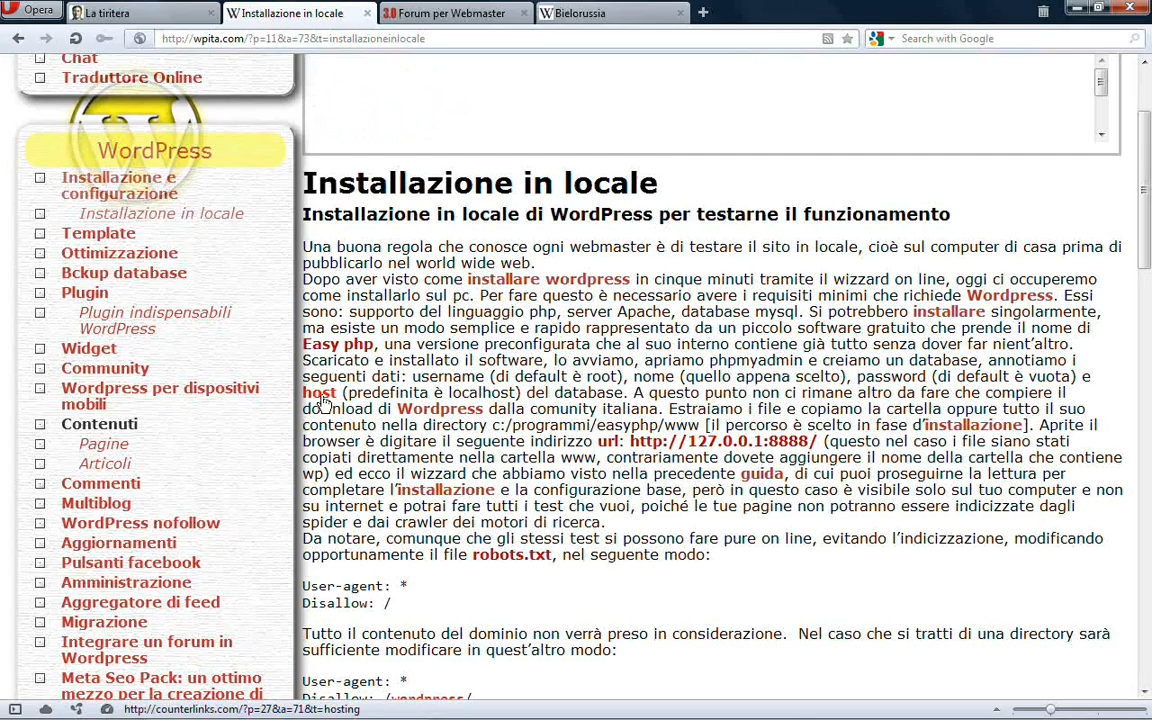 Opera
La tiritera
Installazione in locale
3.0 Forum per Webmaster
Bielorussia
http://wpita.com/?p=11&a=73&t=installazioneinlocale
Search with Google
Chat
Traduttore Online
WordPress
Installazione e
configurazione
Installazione in locale
Template
Ottimizzazione
Bckup database
Plugin
Plugin indispensabili
WordPress
Widget
Community
Wordpress per dispositivi
mobili
Contenuti
Pagine
Articoli
Commenti
Multiblog
WordPress nofollow
Aggiornamenti
Pulsanti facebook
Amministrazione
Aggregatore di feed
Migrazione
Integrare un forum in
Wordpress
Meta Seo Pack: un ottimo
mezzo per la creazione di
Installazione in locale
Installazione in locale di WordPress per testarne il funzionamento
Una buona regola che conosce ogni webmaster è di testare il sito in locale, cioè sul computer di casa prima di
pubblicarlo nel world wide web.
Dopo aver visto come installare wordpress in cinque minuti tramite il wizzard on line, oggi ci occuperemo
come installarlo sul pc. Per fare questo è necessario avere i requisiti minimi che richiede Wordpress. Essi
sono: supporto del linguaggio php, server Apache, database mysql. Si potrebbero installare singolarmente,
ma esiste un modo semplice e rapido rappresentato da un piccolo software gratuito che prende il nome di
Easy php, una versione preconfigurata che al suo interno contiene già tutto senza dover far nient'altro.
Scaricato e installato il software, lo avviamo, apriamo phpmyadmin e creiamo un database, annotiamo i
seguenti dati: username (di default è root), nome (quello appena scelto), password (di default è vuota) e
host (predefinita è localhost) del database. A questo punto non ci rimane altro da fare che compiere il
download di Wordpress dalla comunity italiana. Estraiamo i file e copiamo la cartella oppure tutto il suo
contenuto nella directory c:/programmi/easyphp/www [il percorso è scelto in fase d'installazione]. Aprite il
browser è digitare il seguente indirizzo url: http://127.0.0.1:8888/ (questo nel caso i file siano stati
copiati direttamente nella cartella www, contrariamente dovete aggiungere il nome della cartella che contiene
wp) ed ecco il wizzard che abbiamo visto nella precedente guida, di cui puoi proseguirne la lettura per
completare l'installazione e la configurazione base, però in questo caso è visibile solo sul tuo computer e non
su internet e potrai fare tutti i test che vuoi, poiché le tue pagine non potranno essere indicizzate dagli
spider e dai crawler dei motori di ricerca.
Da notare, comunque che gli stessi test si possono fare pure on line, evitando l'indicizzazione, modificando
opportunamente il file robots.txt, nel seguente modo:
User-agent: *
Disallow: /
Tutto il contenuto del dominio non verrà preso in considerazione. Nel caso che si tratti di una directory sarà
sufficiente modificare in quest'altro modo:
User-agent: *
Disallow: /wordpress/
http://counterlinks.com/?p=27&a=71&t=hosting